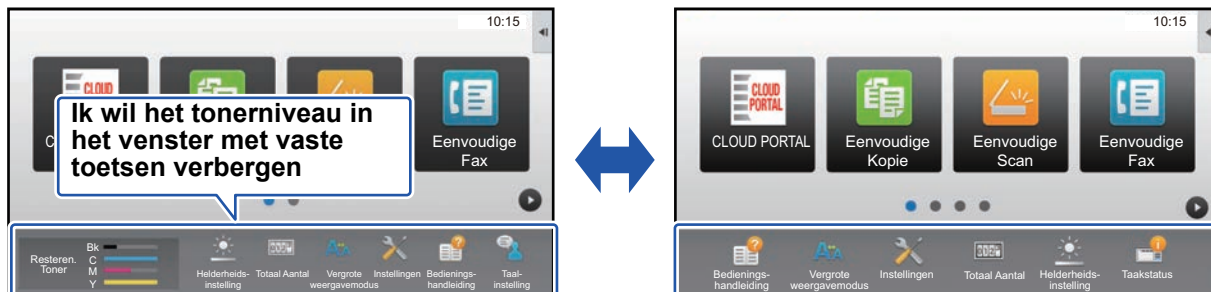 10:15
CLOUD
C
Ik wil het tonerniveau in
het venster met vaste
toetsen verbergen
Eenvoudige
Fax
Resteren.
Toner
Bk
C
M
Y
Helderheids-
instelling
Totaal Aantal
Vergrote
weergavemodus
Instellingen
Bedienings-
handleiding
Taal-
instelling
10:15
CLOUD
PORTAL
CLOUD PORTAL
Eenvoudige
Kopie
Eenvoudige
Scan
Eenvoudige
Fax
Bedienings-
handleiding
Vergrote
weergavemodus
Instellingen
Totaal Aantal
Helderheids-
instelling
Taakstatus